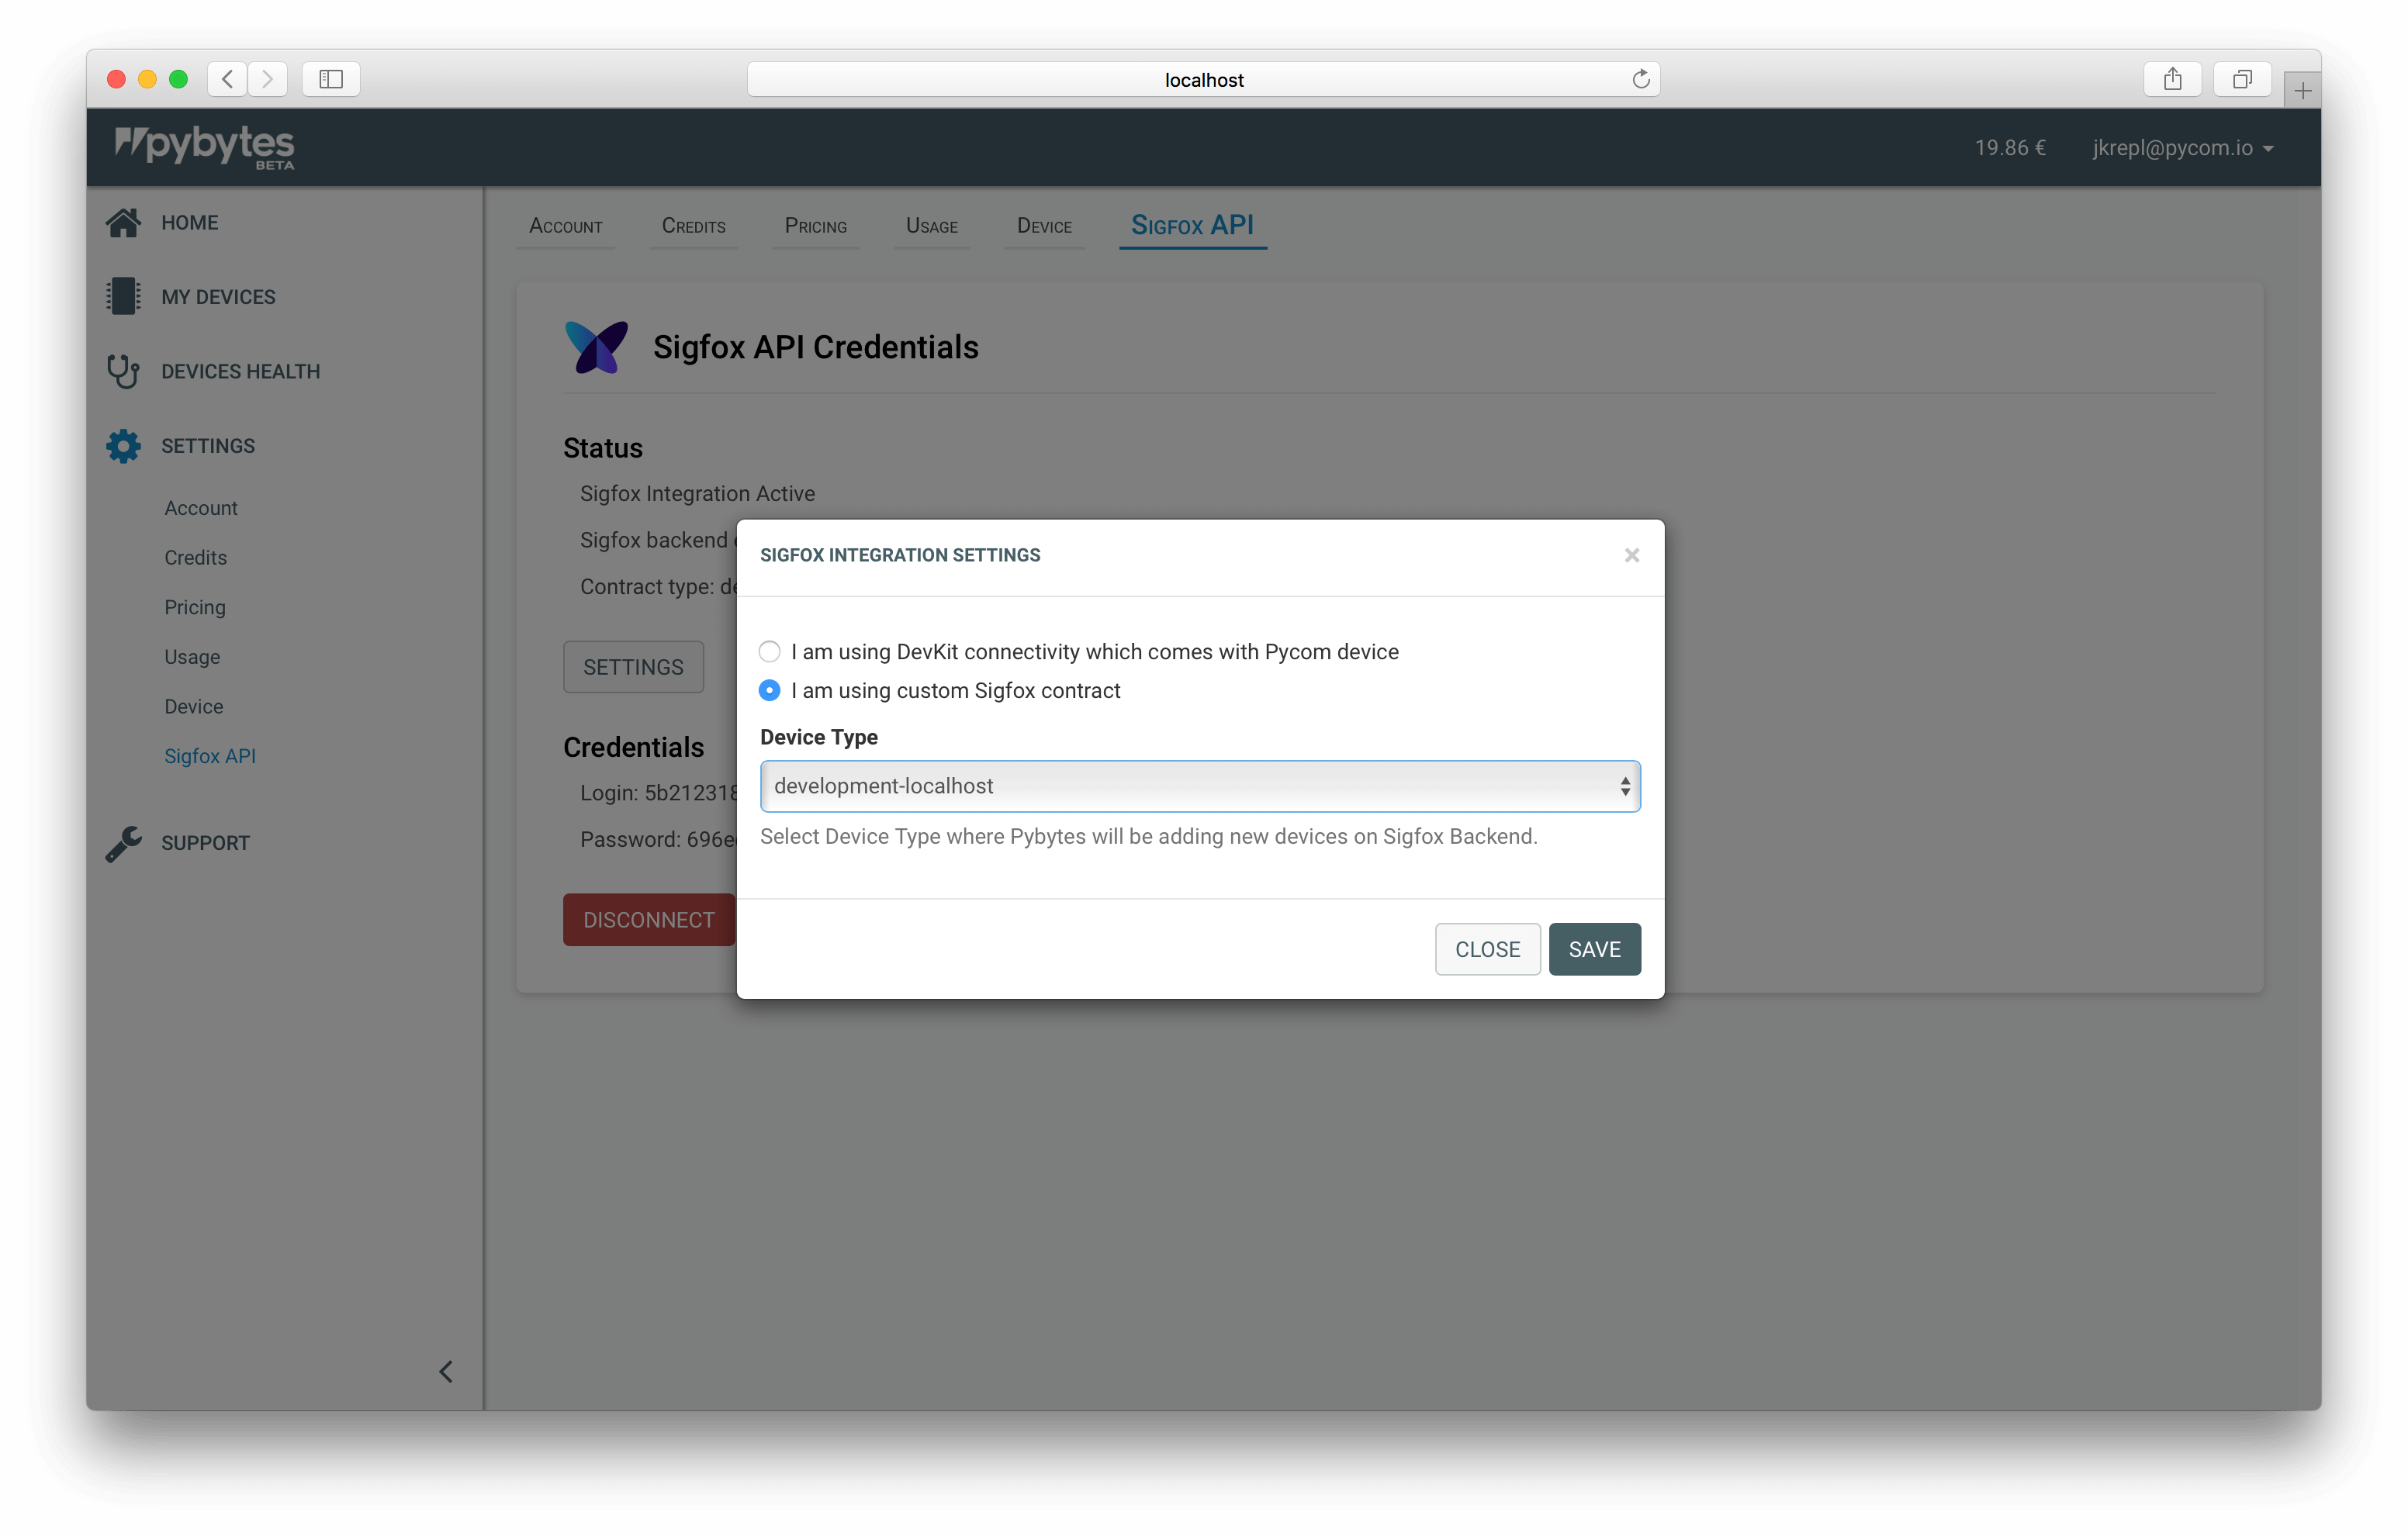 localhost
pybytes
BETA
19.86 €
jkrepl@pycom.io
HOME
MY DEVICES
DEVICES HEALTH
SETTINGS
Account
Credits
Pricing
Usage
Device
Sigfox API
SUPPORT
ACCOUNT
CREDITS
PRICING
USAGE
DEVICE
SIGFOX API
Sigfox API Credentials
Status
Sigfox Integration Active
Sigfox backend
Contract type:
SETTINGS
Credentials
Login: 5b212318
Password: 696e
DISCONNECT
SIGFOX INTEGRATION SETTINGS
×
I am using DevKit connectivity which comes with Pycom device
I am using custom Sigfox contract
Device Type
development-localhost
Select Device Type where Pybytes will be adding new devices on Sigfox Backend.
CLOSE
SAVE